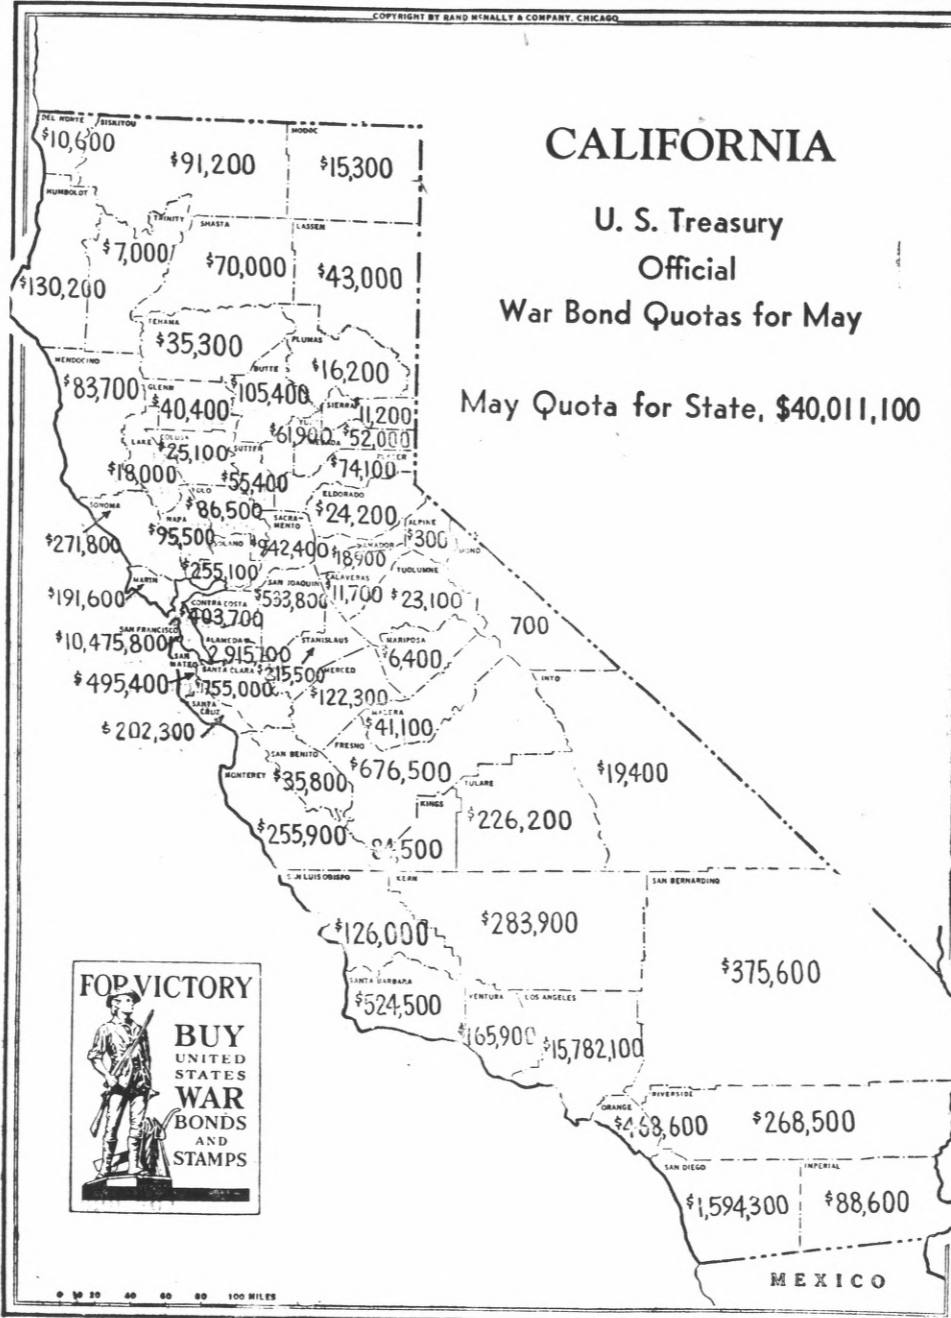 COPYRIGHT BY RAND McNALLY & COMPANY, CHICAGO
CALIFORNIA
U. S. Treasury
Official
War Bond Quotas for May
May Quota for State, $40,011,100
DEL NORTE
$10,600
SISKIYOU
$91,200
MODOC
$15,300
HUMBOLDT
$130,200
TRINITY
$7,000
SHASTA
$70,000
LASSEN
$43,000
TEHAMA
$35,300
PLUMAS
$16,200
MENDOCINO
$83,700
GLENN
$40,400
BUTTE
$105,400
SIERRA
$11,200
$61,900
NEVADA
$52,000
LAKE
$18,000
COLUSA
$25,100
SUTTER
$55,400
PLACER
$74,100
YOLO
$86,500
ELDORADO
$24,200
SONOMA
$271,800
NAPA
$95,500
SOLANO
$255,100
SACRA-
MENTO
$942,400
AMADOR
$18,900
ALPINE
$300
MONO
700
MARIN
$191,600
CONTRA COSTA
$403,700
SAN JOAQUIN
$533,800
CALAVERAS
$11,700
TUOLUMNE
$23,100
SAN FRANCISCO
$10,475,800
ALAMEDA
2,915,100
STANISLAUS
$215,500
MARIPOSA
$6,400
SAN
MATEO
$495,400
SANTA CLARA
$755,000
MERCED
$122,300
SANTA
CRUZ
$202,300
MADERA
$41,100
INYO
$19,400
SAN BENITO
$35,800
FRESNO
$676,500
MONTEREY
$255,900
KINGS
84,500
TULARE
$226,200
SAN LUIS OBISPO
$126,000
KERN
$283,900
SAN BERNARDINO
$375,600
SANTA BARBARA
$524,500
VENTURA
$165,900
LOS ANGELES
$15,782,100
ORANGE
$468,600
RIVERSIDE
$268,500
SAN DIEGO
$1,594,300
IMPERIAL
$88,600
MEXICO
FOR VICTORY
BUY
UNITED
STATES
WAR
BONDS
AND
STAMPS
0 10 20 40 60 80 100 MILES